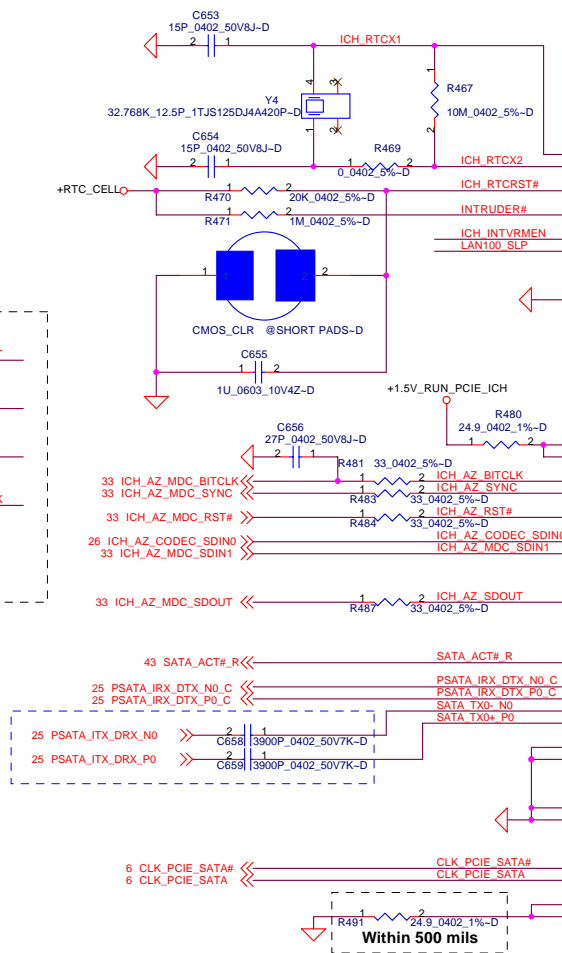 C653
15P_0402_50V8J~D
2 1
ICH_RTCX1
4 3
Y4
32.768K_12.5P_1TJS125DJ4A420P~D
1 2
1
R467
10M_0402_5%~D
2
C654
15P_0402_50V8J~D
2 1
R469
1 2
0_0402_5%~D
ICH_RTCX2
+RTC_CELL
1 2
R470
20K_0402_5%~D
ICH_RTCRST#
1 2
R471
1M_0402_5%~D
INTRUDER#
ICH_INTVRMEN
LAN100_SLP
1 1 2 2
CMOS_CLR @SHORT PADS~D
C655
1 2
1U_0603_10V4Z~D
+1.5V_RUN_PCIE_ICH
R480
24.9_0402_1%~D
1 2
C656
27P_0402_50V8J~D
2 1
R481 33_0402_5%~D
33 ICH_AZ_MDC_BITCLK
1 2
ICH_AZ_BITCLK
33 ICH_AZ_MDC_SYNC
1 2
ICH_AZ_SYNC
R483 33_0402_5%~D
33 ICH_AZ_MDC_RST#
1 2
ICH_AZ_RST#
R484 33_0402_5%~D
26 ICH_AZ_CODEC_SDIN0
ICH_AZ_CODEC_SDIN0
33 ICH_AZ_MDC_SDIN1
ICH_AZ_MDC_SDIN1
33 ICH_AZ_MDC_SDOUT
1 2
ICH_AZ_SDOUT
R487 33_0402_5%~D
43 SATA_ACT#_R
SATA_ACT#_R
25 PSATA_IRX_DTX_N0_C
PSATA_IRX_DTX_N0_C
25 PSATA_IRX_DTX_P0_C
PSATA_IRX_DTX_P0_C
SATA_TX0-_N0
SATA_TX0+_P0
25 PSATA_ITX_DRX_N0
2 1
C658 3900P_0402_50V7K~D
25 PSATA_ITX_DRX_P0
2 1
C659 3900P_0402_50V7K~D
6 CLK_PCIE_SATA#
CLK_PCIE_SATA#
6 CLK_PCIE_SATA
CLK_PCIE_SATA
1 2
R491 24.9_0402_1%~D
Within 500 mils